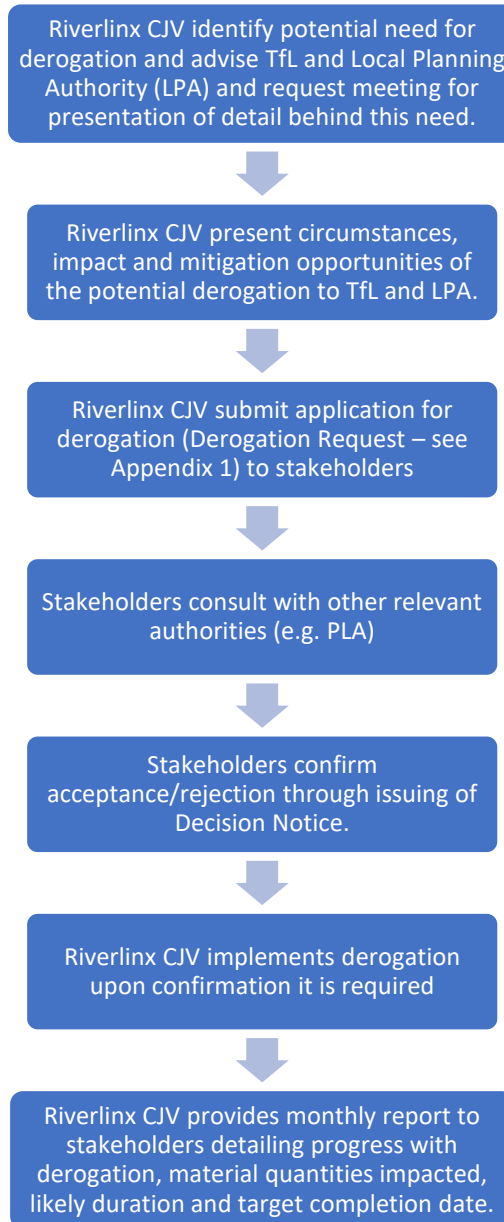 Riverlinx CJV identify potential need for
derogation and advise TfL and Local Planning
Authority (LPA) and request meeting for
presentation of detail behind this need.
Riverlinx CJV present circumstances,
impact and mitigation opportunities of
the potential derogation to TfL and LPA.
Riverlinx CJV submit application for
derogation (Derogation Request – see
Appendix 1) to stakeholders
Stakeholders consult with other relevant
authorities (e.g. PLA)
Stakeholders confirm
acceptance/rejection through issuing of
Decision Notice.
Riverlinx CJV implements derogation
upon confirmation it is required
Riverlinx CJV provides monthly report to
stakeholders detailing progress with
derogation, material quantities impacted,
likely duration and target completion date.